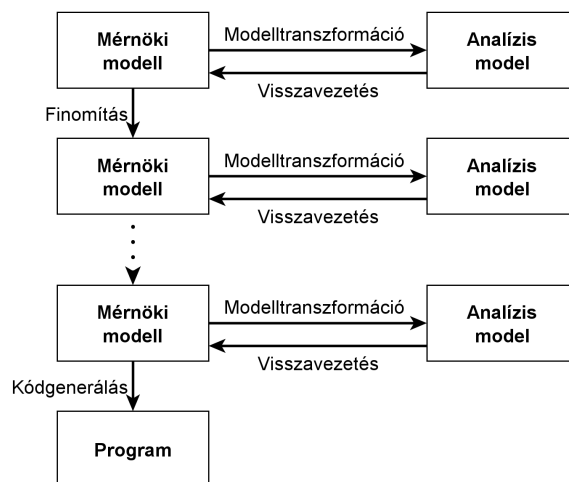 Mérnöki
modell
Modelltranszformáció
Visszavezetés
Analízis
model
Finomítás
Mérnöki
modell
Modelltranszformáció
Visszavezetés
Analízis
model
Mérnöki
modell
Modelltranszformáció
Visszavezetés
Analízis
model
Kódgenerálás
Program